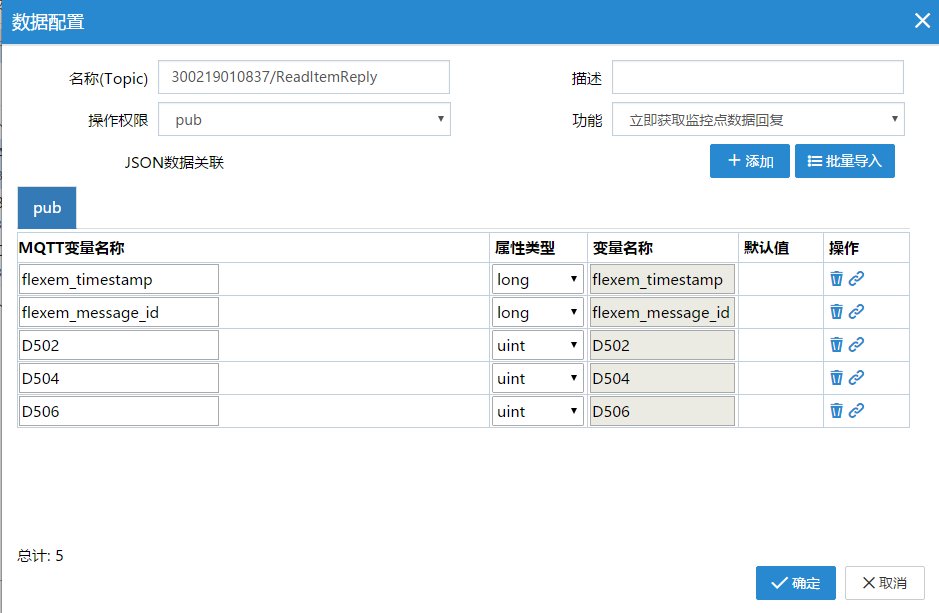 数据配置
名称(Topic) 300219010837/ReadItemReply 描述
操作权限 pub 功能 立即获取监控点数据回复
JSON数据关联 添加 批量导入
pub
MQTT变量名称 属性类型 变量名称 默认值 操作
flexem_timestamp long flexem_timestamp
flexem_message_id long flexem_message_id
D502 uint D502
D504 uint D504
D506 uint D506
总计: 5
确定 取消